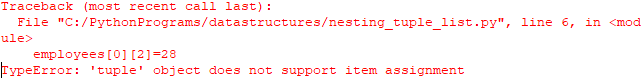 Traceback (most recent call last):
  File "C:/PythonPrograms/datastructures/nesting_tuple_list.py", line 6, in <mod
ule>
    employees[0][2]=28
TypeError: 'tuple' object does not support item assignment